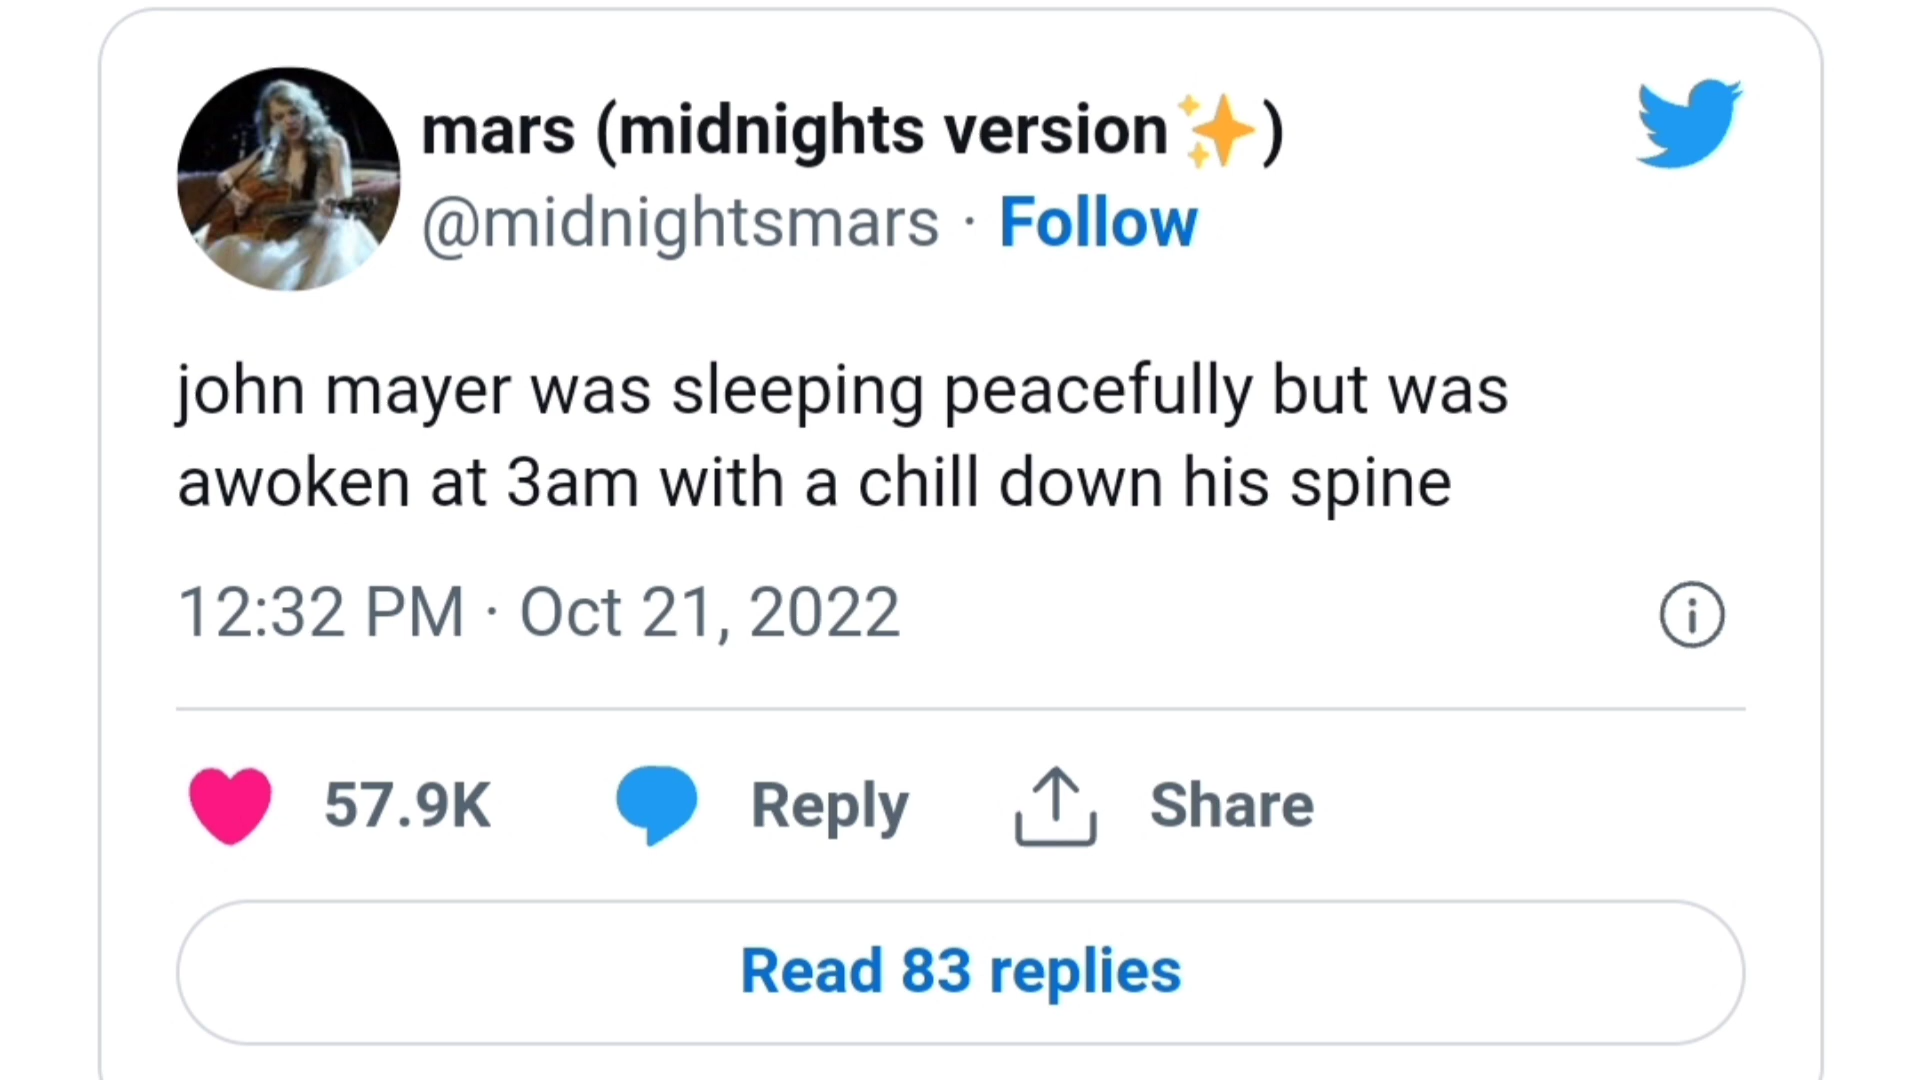 mars (midnights version✨)
@midnightsmars · Follow
john mayer was sleeping peacefully but was
awoken at 3am with a chill down his spine
12:32 PM · Oct 21, 2022
57.9K Reply Share
Read 83 replies